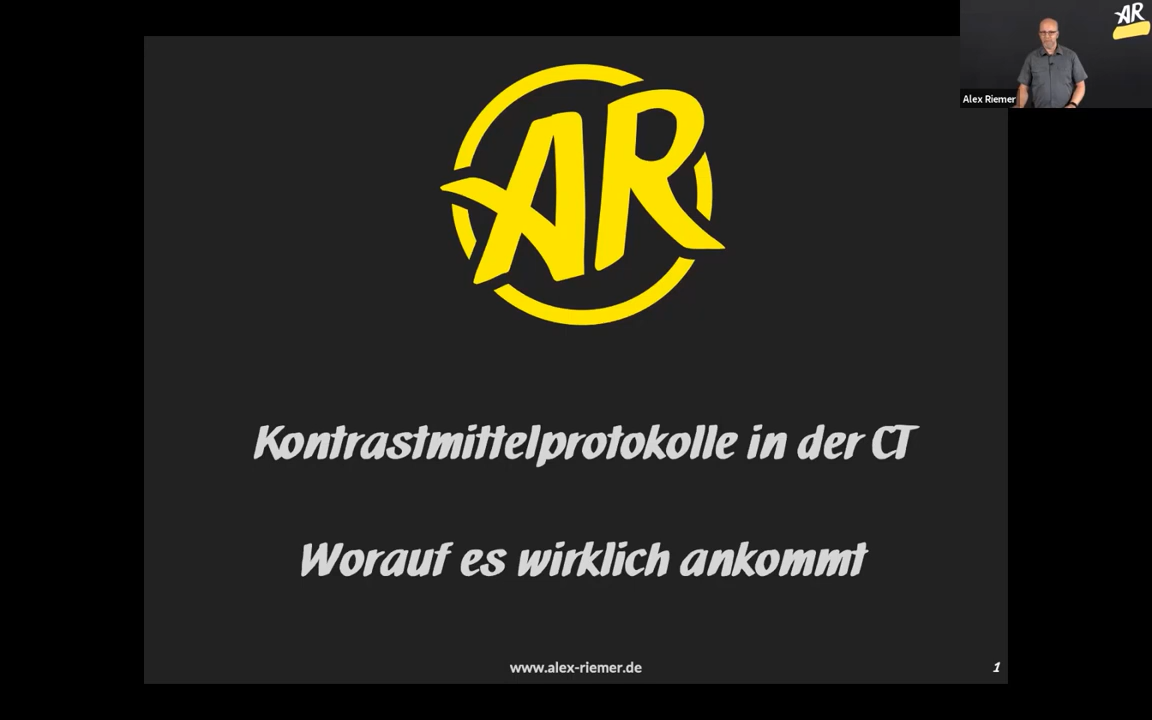 AR
Alex Riemer
AR
Kontrastmittelprotokolle in der CT
Worauf es wirklich ankommt
www.alex-riemer.de
1